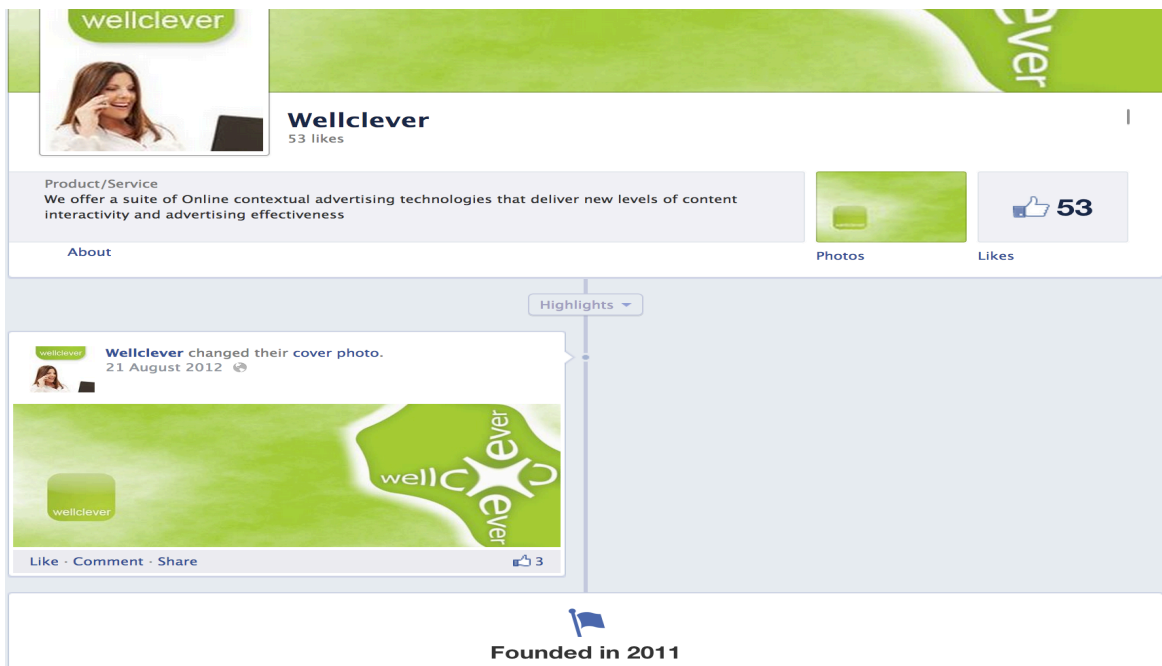 wellclever
ever
Wellclever
53 likes
Product/Service
We offer a suite of Online contextual advertising technologies that deliver new levels of content
interactivity and advertising effectiveness
53
About
Photos
Likes
Highlights
wellclever
Wellclever changed their cover photo.
21 August 2012
ever
wellc
ever
wellclever
Like · Comment · Share
3
Founded in 2011